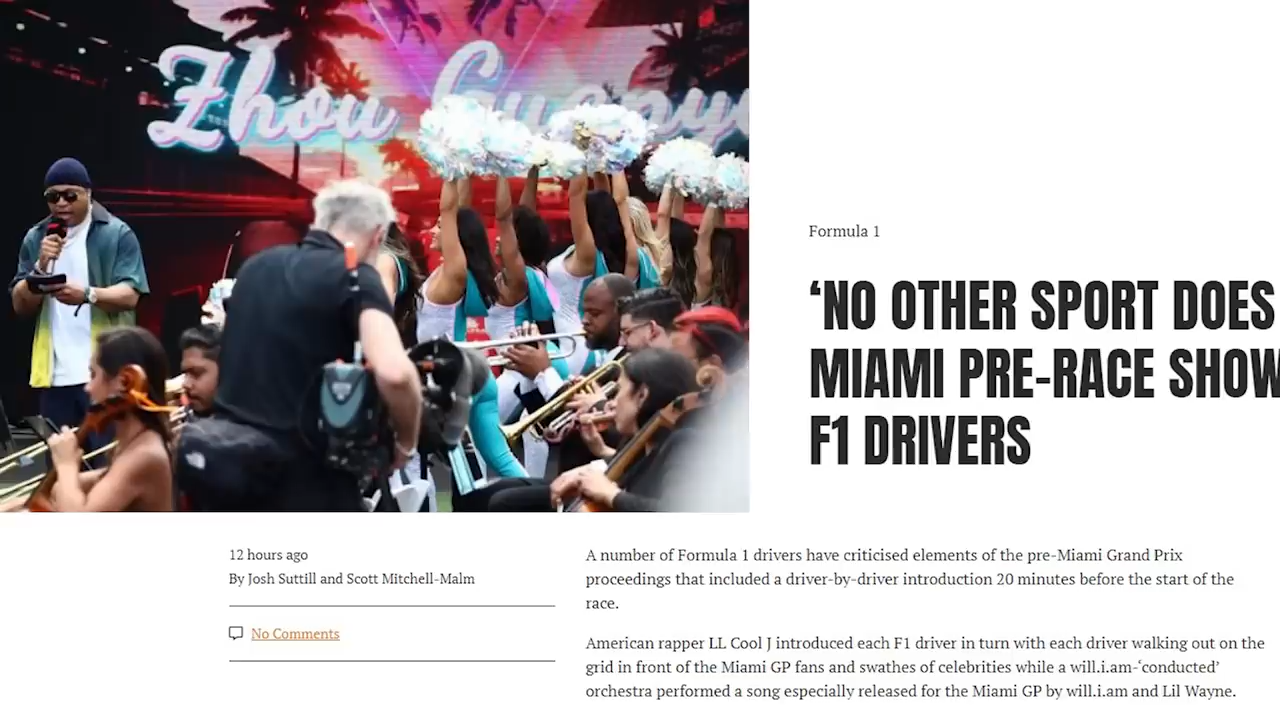 Zhou Guanyu
Formula 1
‘NO OTHER SPORT DOES
MIAMI PRE-RACE SHOW
F1 DRIVERS
12 hours ago
By Josh Suttill and Scott Mitchell-Malm
No Comments
A number of Formula 1 drivers have criticised elements of the pre-Miami Grand Prix
proceedings that included a driver-by-driver introduction 20 minutes before the start of the
race.
American rapper LL Cool J introduced each F1 driver in turn with each driver walking out on the
grid in front of the Miami GP fans and swathes of celebrities while a will.i.am-‘conducted’
orchestra performed a song especially released for the Miami GP by will.i.am and Lil Wayne.